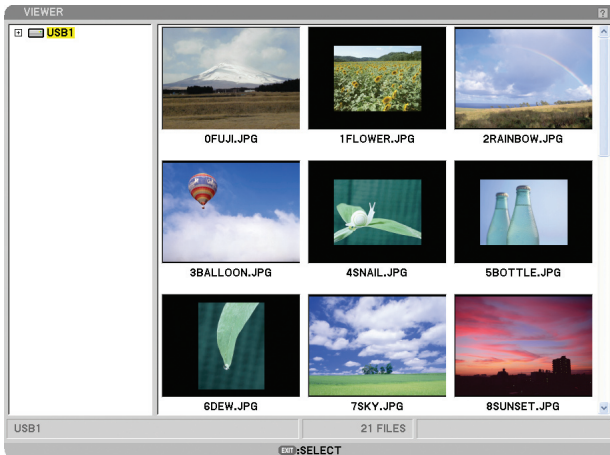 VIEWER
?
USB1
0FUJI.JPG 1FLOWER.JPG 2RAINBOW.JPG
3BALLOON.JPG 4SNAIL.JPG 5BOTTLE.JPG
6DEW.JPG 7SKY.JPG 8SUNSET.JPG
USB1 21 FILES
EXIT:SELECT